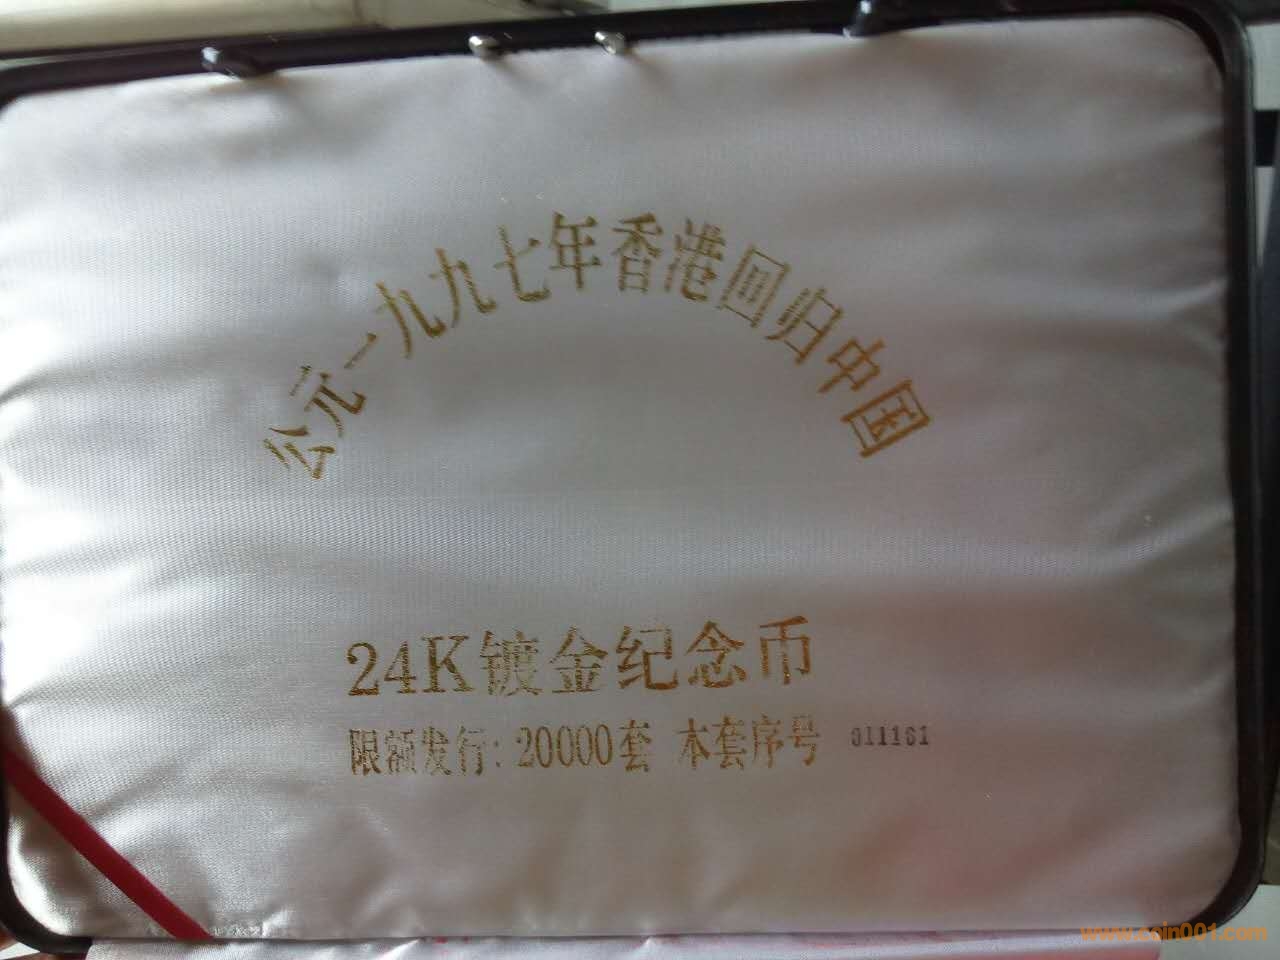 公元一九九七年香港回归中国
24K镀金纪念币
限额发行：20000套 本套序号 011161
www.coin001.com